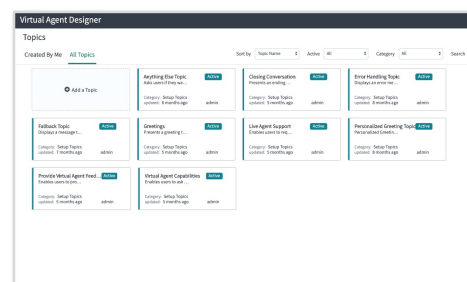 Virtual Agent Designer
Topics
Created By Me All Topics
Sort by Topic Name Active All Category All Search
Add a Topic
Anything Else Topic Active
Asks users if they wa...
Category: Setup Topics
updated: 6 months ago admin
Closing Conversation Active
Presents an ending ...
Category: Setup Topics
updated: 5 months ago admin
Error Handling Topic Active
Displays an error me...
Category: Setup Topics
updated: 8 months ago admin
Fallback Topic Active
Displays a message t...
Category: Setup Topics
updated: 7 months ago admin
Greetings Active
Presents a greeting t...
Category: Setup Topics
updated: 5 months ago admin
Live Agent Support Active
Enables users to req...
Category: Setup Topics
updated: 5 months ago admin
Personalized Greeting Topic Active
Personalized Greetin...
Category: Setup Topics
updated: 8 months ago admin
Provide Virtual Agent Feed... Active
Enables users to pro...
Category: Setup Topics
updated: 5 months ago admin
Virtual Agent Capabilities Active
Enables users to ask ...
Category: Setup Topics
updated: 5 months ago admin